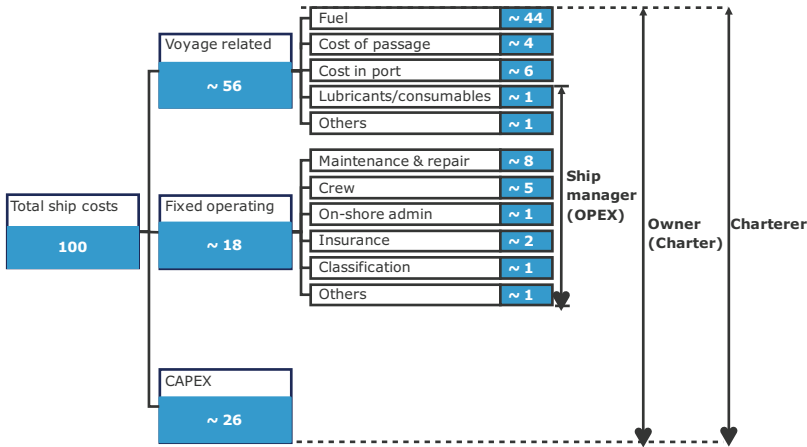 Total ship costs
100
Voyage related
~ 56
Fuel ~ 44
Cost of passage ~ 4
Cost in port ~ 6
Lubricants/consumables ~ 1
Others ~ 1
Fixed operating
~ 18
Maintenance & repair ~ 8
Crew ~ 5
On-shore admin ~ 1
Insurance ~ 2
Classification ~ 1
Others ~ 1
CAPEX
~ 26
Ship
manager
(OPEX)
Owner
(Charter)
Charterer